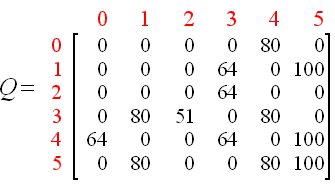 0 1 2 3 4 5
0 0 0 0 0 80 0
1 0 0 0 64 0 100
Q= 2 0 0 0 64 0 0
3 0 80 51 0 80 0
4 64 0 0 64 0 100
5 0 80 0 0 80 100